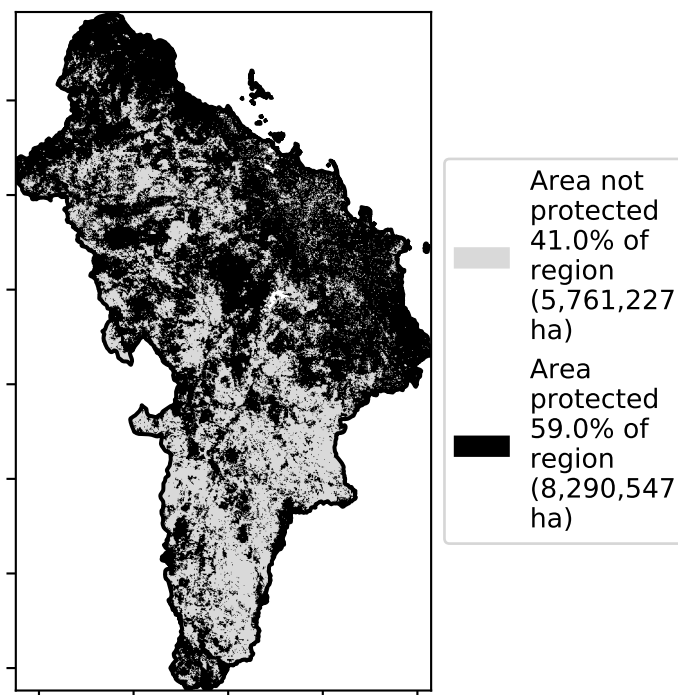 Area not
protected
41.0% of
region
(5,761,227
ha)
Area
protected
59.0% of
region
(8,290,547
ha)